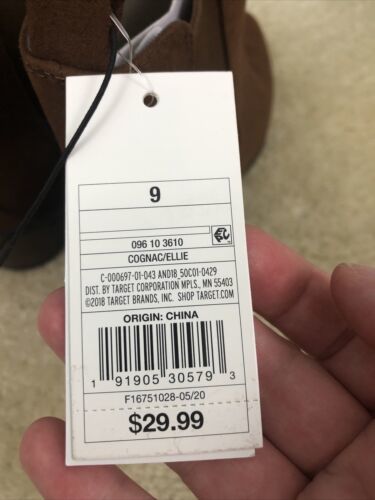 9
096 10 3610
COGNAC/ELLIE
C-000697-01-043 AND18_50C01-0429
DIST. BY TARGET CORPORATION MPLS., MN 55403
©2018 TARGET BRANDS, INC. SHOP TARGET.COM
ORIGIN: CHINA
1 91905 30579 3
F16751028-05/20
$29.99